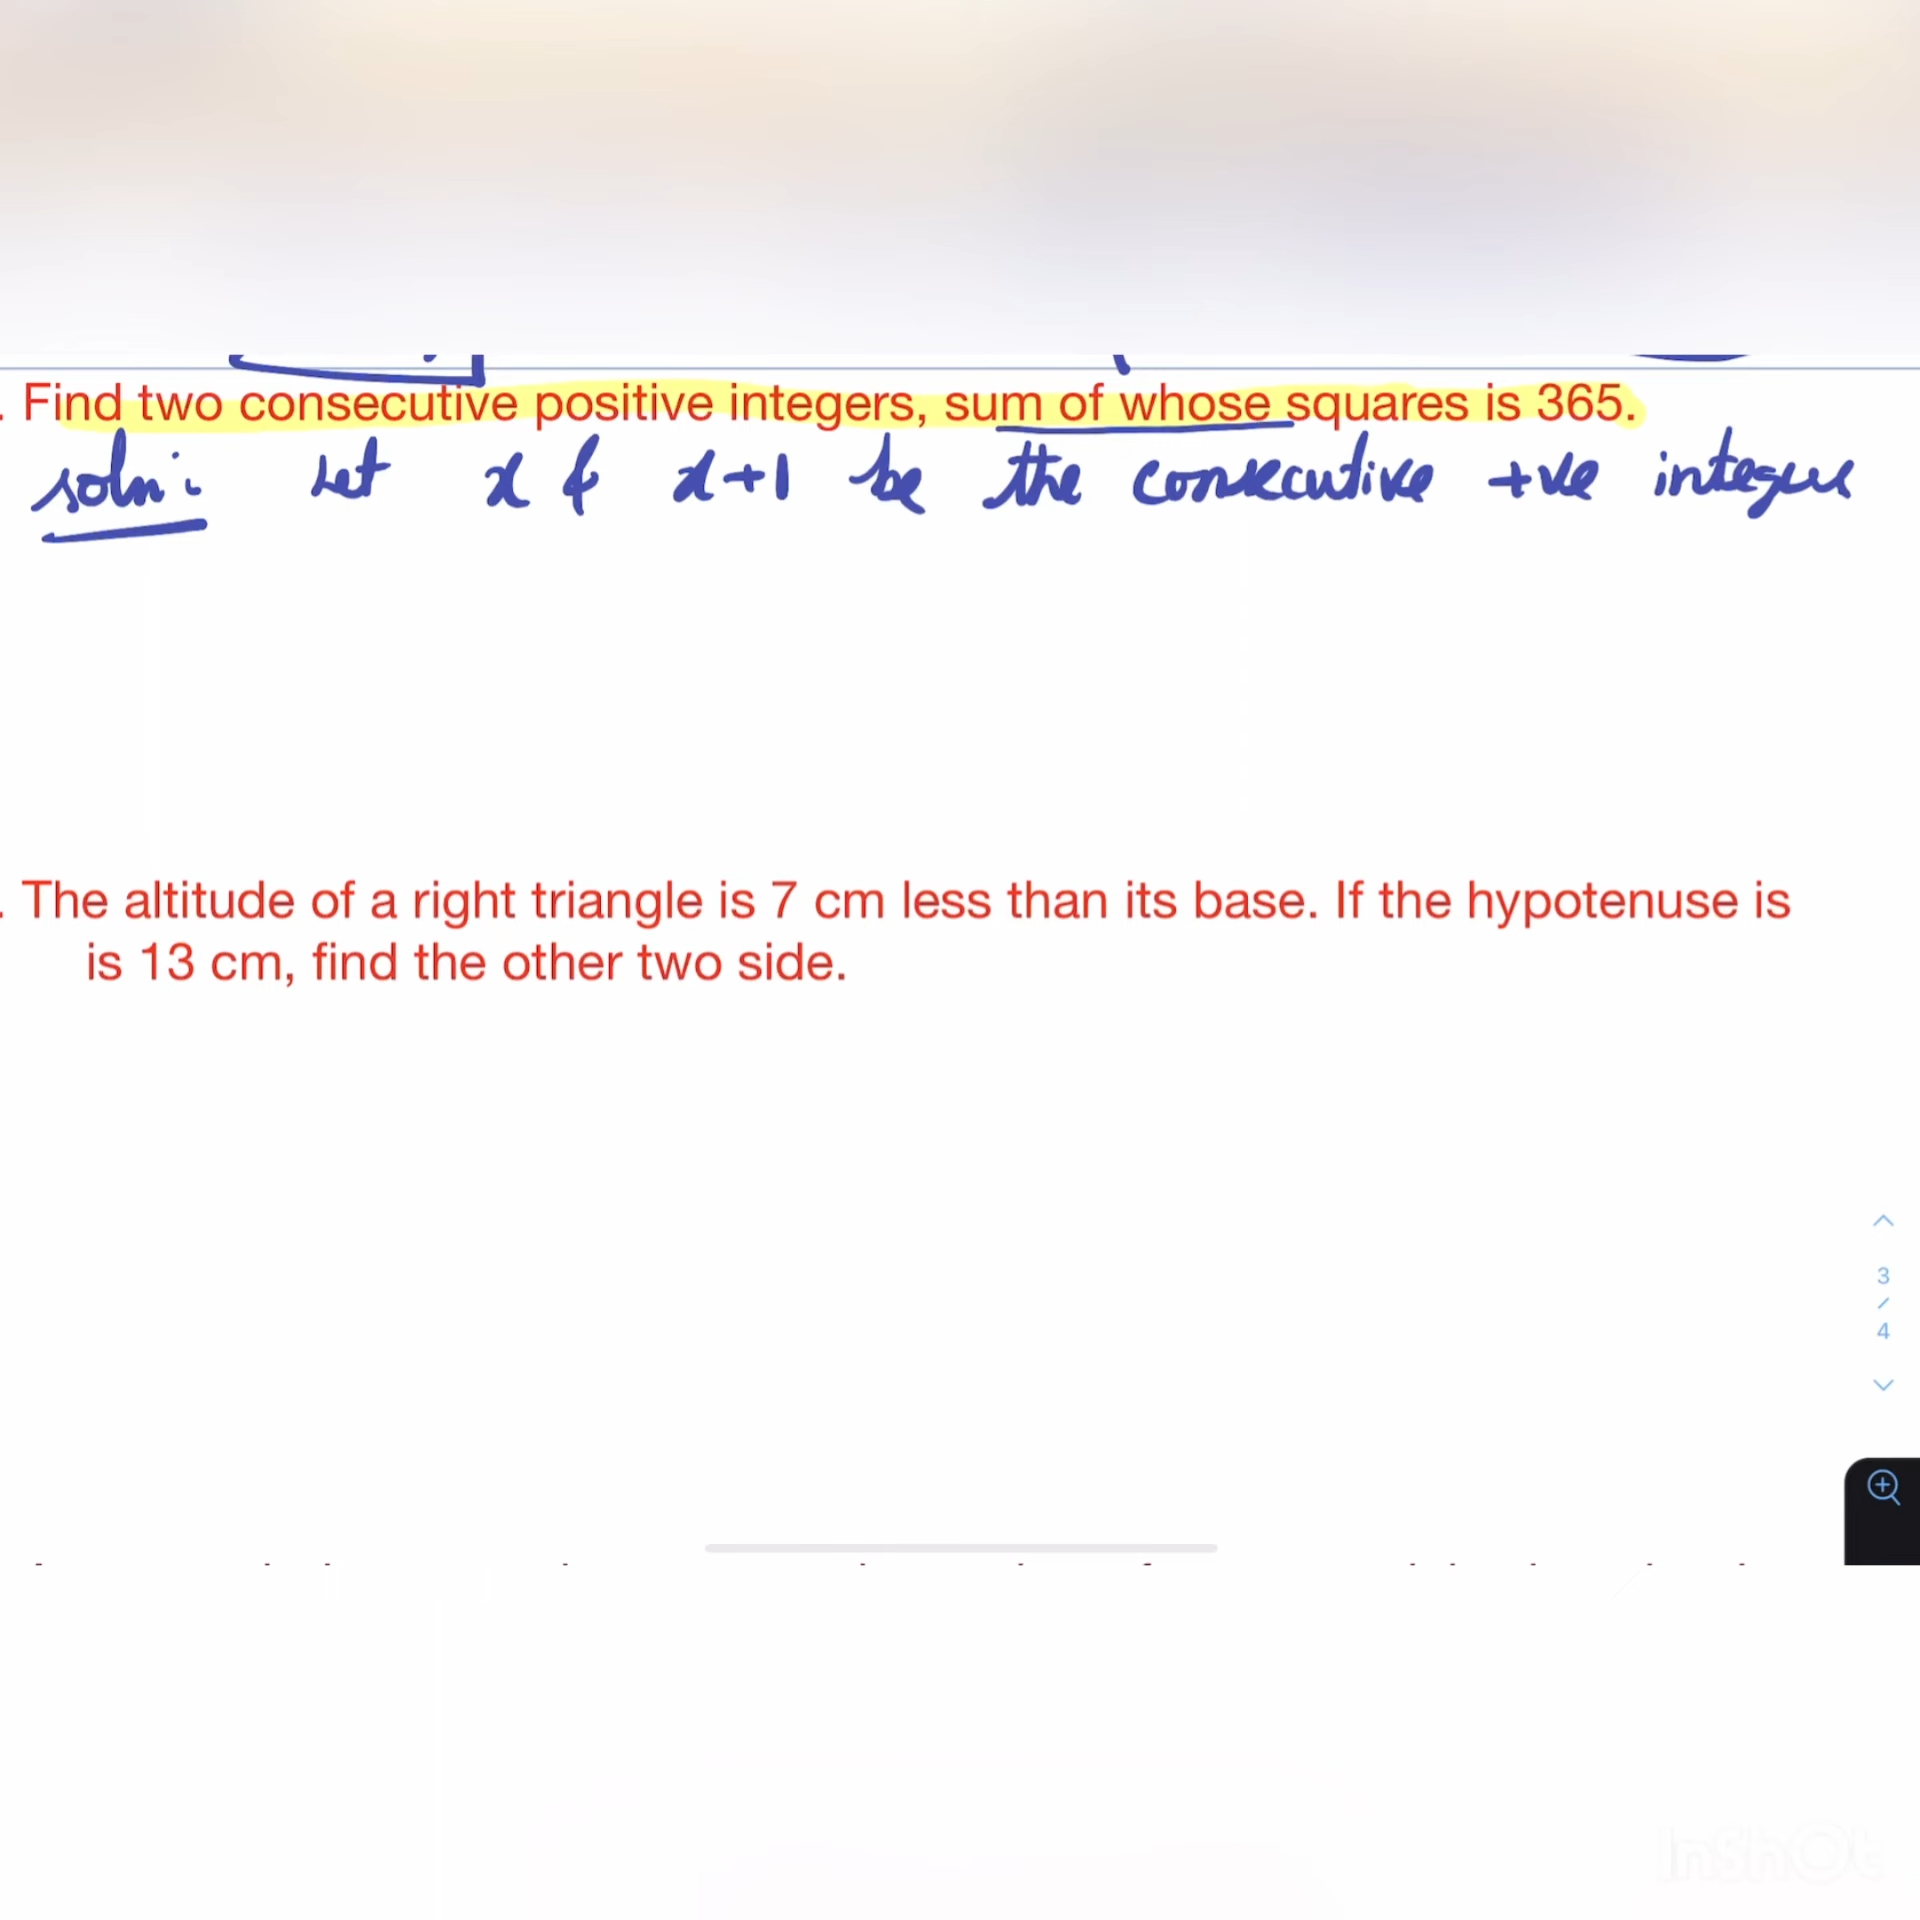 . Find two consecutive positive integers, sum of whose squares is 365.
soln: Let x & x+1 be the consecutive +ve integers
. The altitude of a right triangle is 7 cm less than its base. If the hypotenuse is
is 13 cm, find the other two side.
3
/
4
InShOt